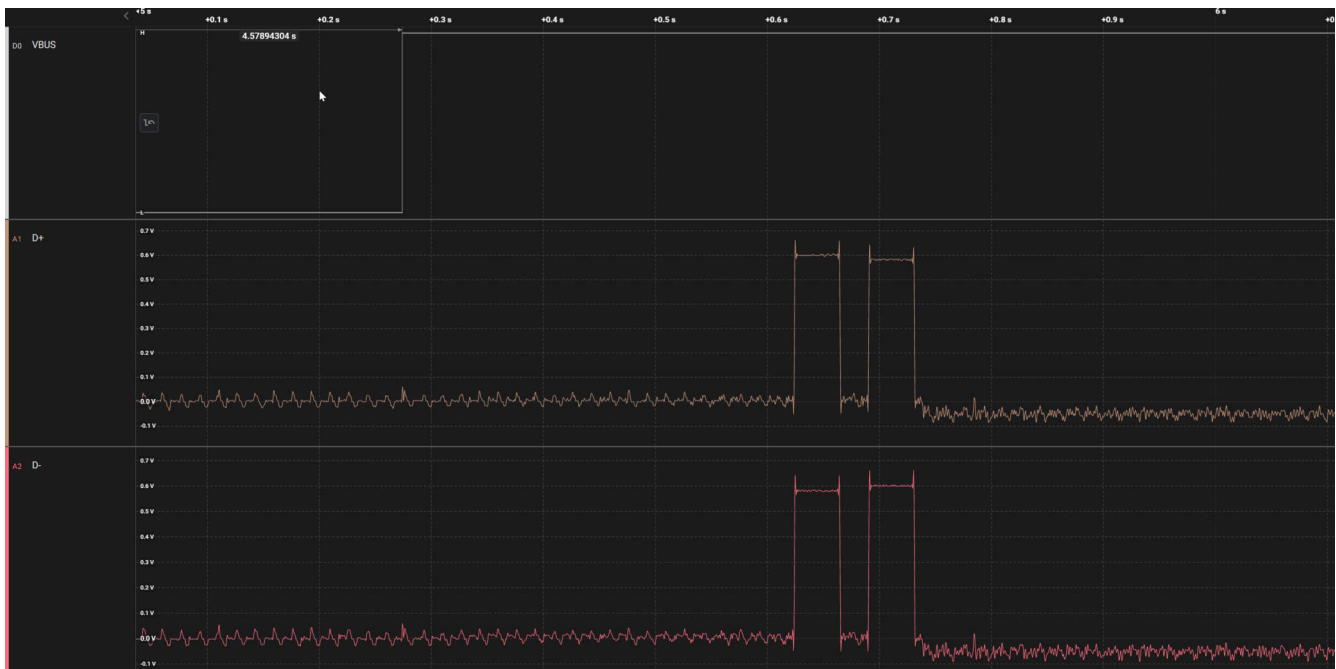 +5 s
+0.1 s +0.2 s +0.3 s +0.4 s +0.5 s +0.6 s +0.7 s +0.8 s +0.9 s 6 s +0
D0 VBUS
H
4.57894304 s
L
A1 D+
0.7 V
0.6 V
0.5 V
0.4 V
0.3 V
0.2 V
0.1 V
0.0 V
-0.1 V
A2 D-
0.7 V
0.6 V
0.5 V
0.4 V
0.3 V
0.2 V
0.1 V
0.0 V
-0.1 V